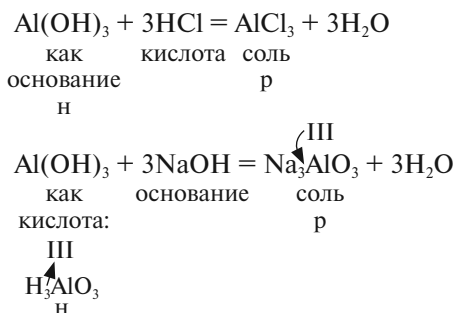 Al(OH)₃ + 3HCl = AlCl₃ + 3H₂O
как кислота соль
основание р
н
III
Al(OH)₃ + 3NaOH = Na₃AlO₃ + 3H₂O
как основание соль
кислота: р
III
H₃AlO₃
н